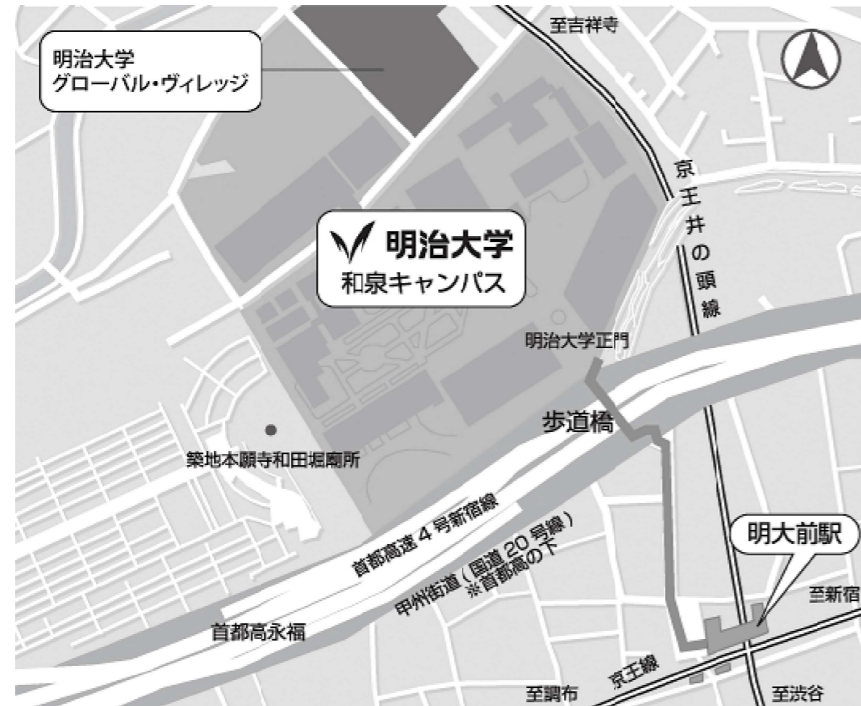 至吉祥寺
明治大学
グローバル・ヴィレッジ
京王井の頭線
明治大学
和泉キャンパス
明治大学正門
歩道橋
築地本願寺和田堀廟所
首都高速4号新宿線
甲州街道(国道20号線)
※首都高の下
明大前駅
至新宿
首都高永福
京王線
至調布
至渋谷